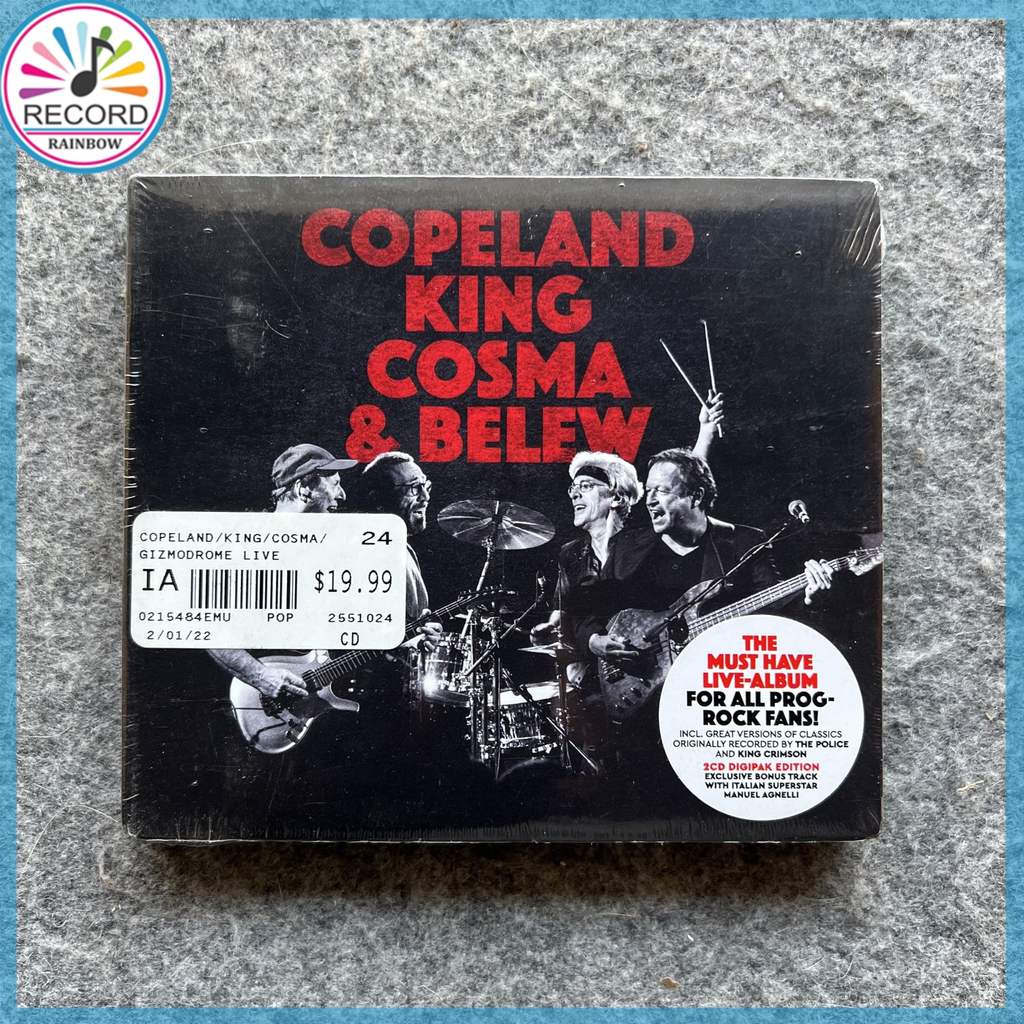 RECORD
RAINBOW
COPELAND
KING
COSMA
& BELEW
COPELAND/KING/COSMA/ 24
GIZMODROME LIVE
IA $19.99
0215484EMU POP 2551024
2/01/22 CD
THE
MUST HAVE
LIVE-ALBUM
FOR ALL PROG-
ROCK FANS!
INCL. GREAT VERSIONS OF CLASSICS
ORIGINALLY RECORDED BY THE POLICE
AND KING CRIMSON
2CD DIGIPAK EDITION
EXCLUSIVE BONUS TRACK
WITH ITALIAN SUPERSTAR
MANUEL AGNELLI